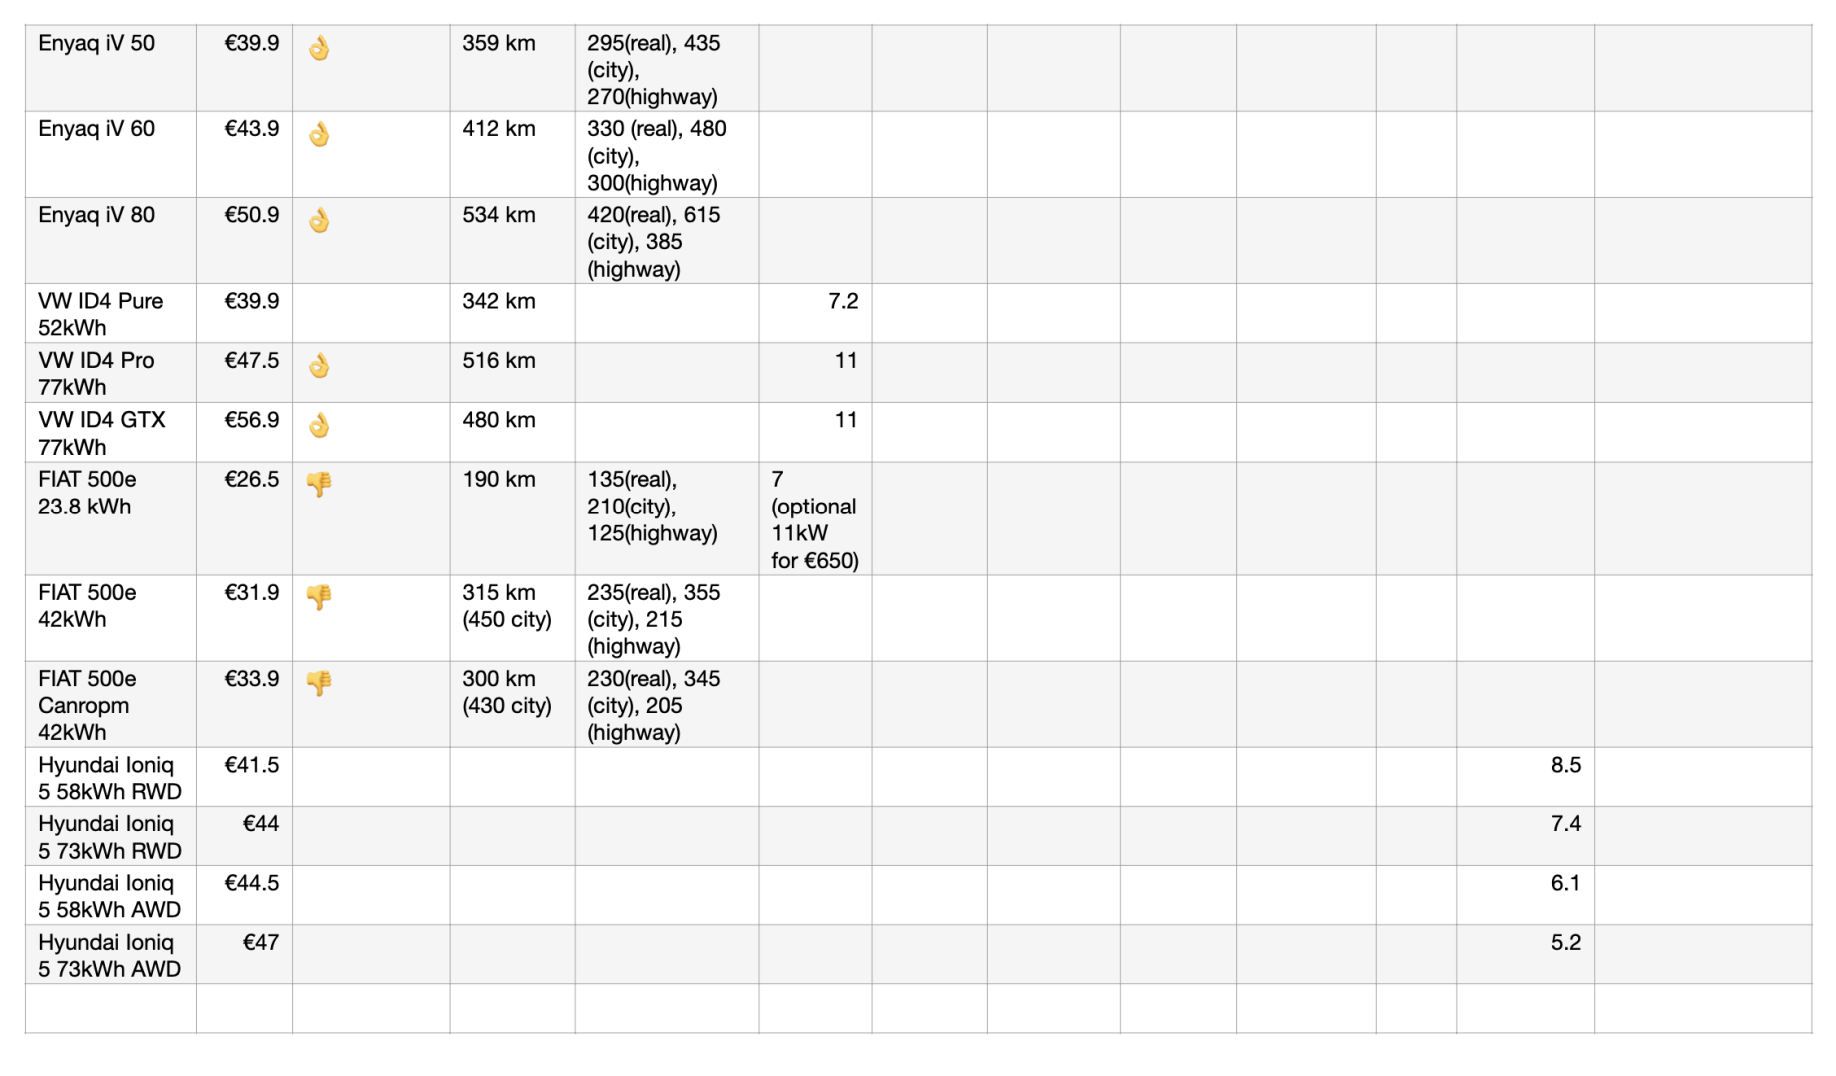 Enyaq iV 50 €39.9 👌 359 km 295(real), 435
(city),
270(highway)
Enyaq iV 60 €43.9 👌 412 km 330 (real), 480
(city),
300(highway)
Enyaq iV 80 €50.9 👌 534 km 420(real), 615
(city), 385
(highway)
VW ID4 Pure €39.9 342 km 7.2
52kWh
VW ID4 Pro €47.5 👌 516 km 11
77kWh
VW ID4 GTX €56.9 👌 480 km 11
77kWh
FIAT 500e €26.5 👎 190 km 135(real), 7
23.8 kWh 210(city), (optional
125(highway) 11kW
for €650)
FIAT 500e €31.9 👎 315 km 235(real), 355
42kWh (450 city) (city), 215
(highway)
FIAT 500e €33.9 👎 300 km 230(real), 345
Canropm (430 city) (city), 205
42kWh (highway)
Hyundai Ioniq €41.5 8.5
5 58kWh RWD
Hyundai Ioniq €44 7.4
5 73kWh RWD
Hyundai Ioniq €44.5 6.1
5 58kWh AWD
Hyundai Ioniq €47 5.2
5 73kWh AWD